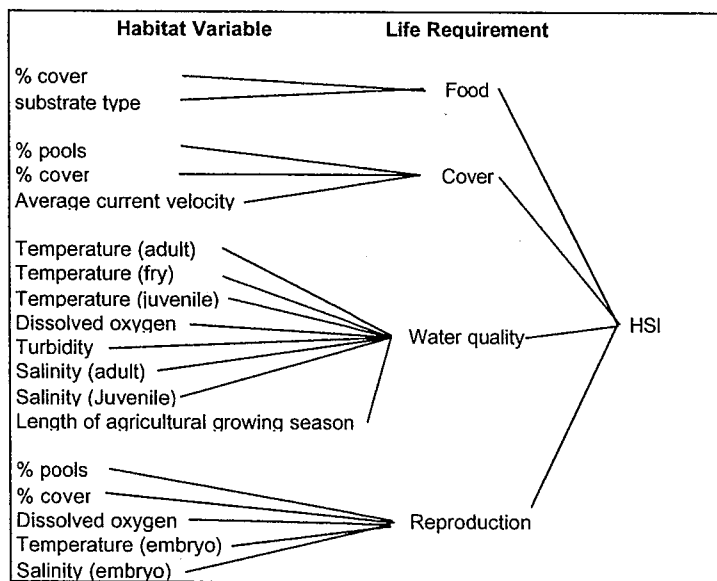 Habitat Variable Life Requirement
% cover
substrate type
Food
% pools
% cover
Average current velocity
Cover
Temperature (adult)
Temperature (fry)
Temperature (juvenile)
Dissolved oxygen
Turbidity
Salinity (adult)
Salinity (Juvenile)
Length of agricultural growing season
Water quality
HSI
% pools
% cover
Dissolved oxygen
Temperature (embryo)
Salinity (embryo)
Reproduction